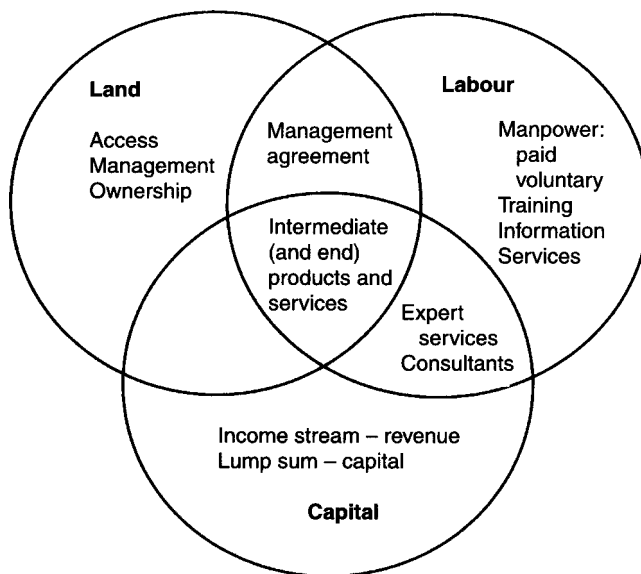 Land
Access
Management
Ownership
Management
agreement
Labour
Manpower:
paid
voluntary
Training
Information
Services
Intermediate
(and end)
products and
services
Expert
services
Consultants
Income stream – revenue
Lump sum – capital
Capital